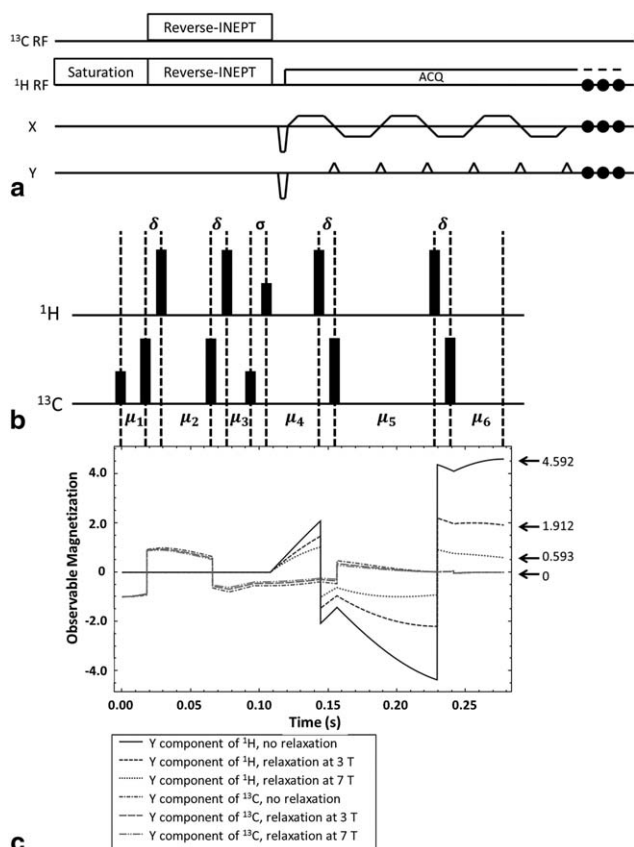 ¹³C RF
Reverse-INEPT
¹H RF
Saturation
Reverse-INEPT
ACQ
X
Y
a
δ δ σ δ δ
¹H
¹³C
μ₁ μ₂ μ₃ μ₄ μ₅ μ₆
b
Observable Magnetization
4.0
2.0
0
-2.0
-4.0
4.592
1.912
0.593
0
0.00 0.05 0.10 0.15 0.20 0.25
Time (s)
Y component of ¹H, no relaxation
Y component of ¹H, relaxation at 3 T
Y component of ¹H, relaxation at 7 T
Y component of ¹³C, no relaxation
Y component of ¹³C, relaxation at 3 T
Y component of ¹³C, relaxation at 7 T
c